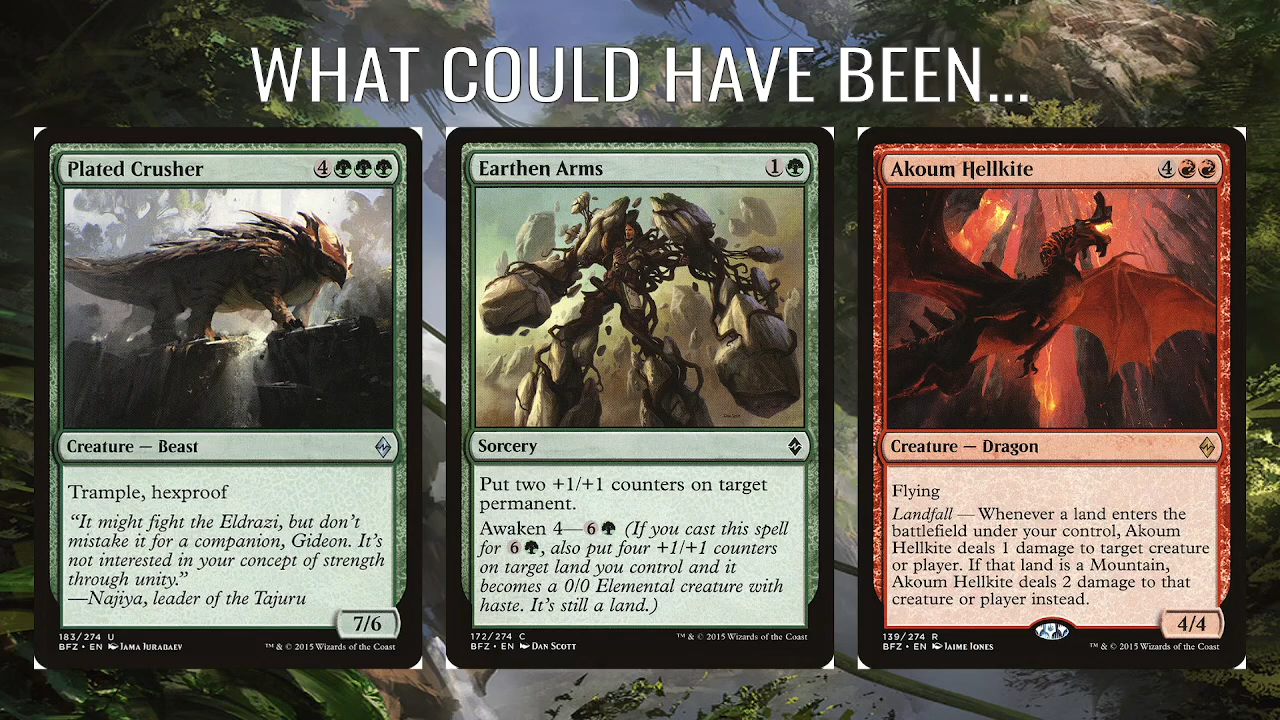 WHAT COULD HAVE BEEN...
Plated Crusher 4
Creature — Beast
Trample, hexproof
"It might fight the Eldrazi, but don't
mistake it for a companion, Gideon. It's
not interested in your concept of strength
through unity."
—Najiya, leader of the Tajuru
7/6
183/274 U
BFZ • EN Jama Jurabaev
™ & © 2015 Wizards of the Coast
Earthen Arms 1
Sorcery
Put two +1/+1 counters on target
permanent.
Awaken 4—6 (If you cast this spell
for 6, also put four +1/+1 counters
on target land you control and it
becomes a 0/0 Elemental creature with
haste. It's still a land.)
172/274 C
BFZ • EN Dan Scott
™ & © 2015 Wizards of the Coast
Akoum Hellkite 4
Creature — Dragon
Flying
Landfall — Whenever a land enters the
battlefield under your control, Akoum
Hellkite deals 1 damage to target creature
or player. If that land is a Mountain,
Akoum Hellkite deals 2 damage to that
creature or player instead.
4/4
139/274 R
BFZ • EN Jaime Jones
™ & © 2015 Wizards of the Coast